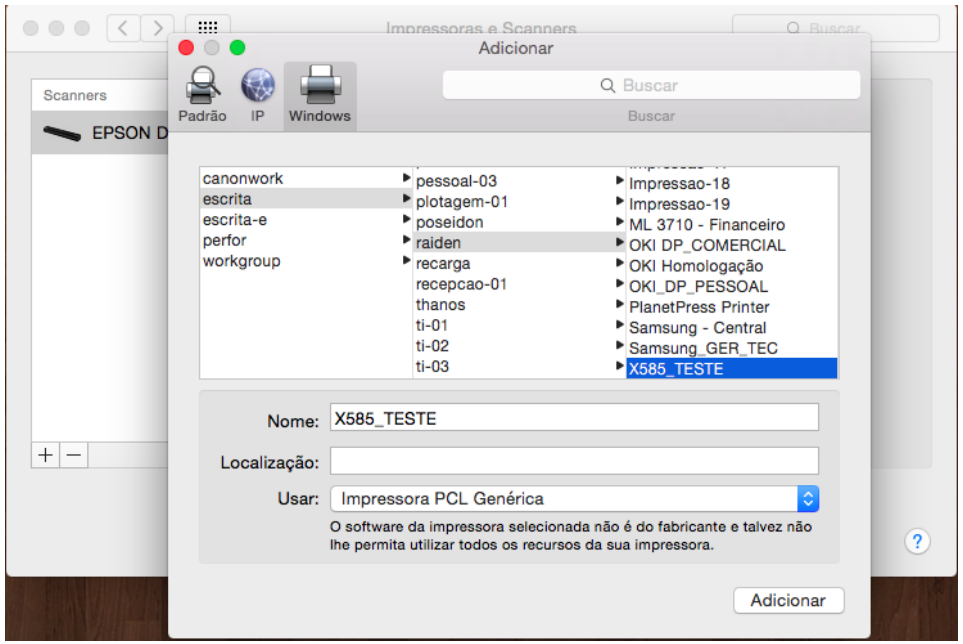 Impressoras e Scanners
Buscar
Adicionar
Padrão
IP
Windows
Buscar
Buscar
Scanners
EPSON D
canonwork
escrita
escrita-e
perfor
workgroup
pessoal-03
plotagem-01
poseidon
raiden
recarga
recepcao-01
thanos
ti-01
ti-02
ti-03
Impressao-18
Impressao-19
ML 3710 - Financeiro
OKI DP_COMERCIAL
OKI Homologação
OKI_DP_PESSOAL
PlanetPress Printer
Samsung - Central
Samsung_GER_TEC
X585_TESTE
Nome: X585_TESTE
Localização:
Usar: Impressora PCL Genérica
O software da impressora selecionada não é do fabricante e talvez não
lhe permita utilizar todos os recursos da sua impressora.
+ −
?
Adicionar